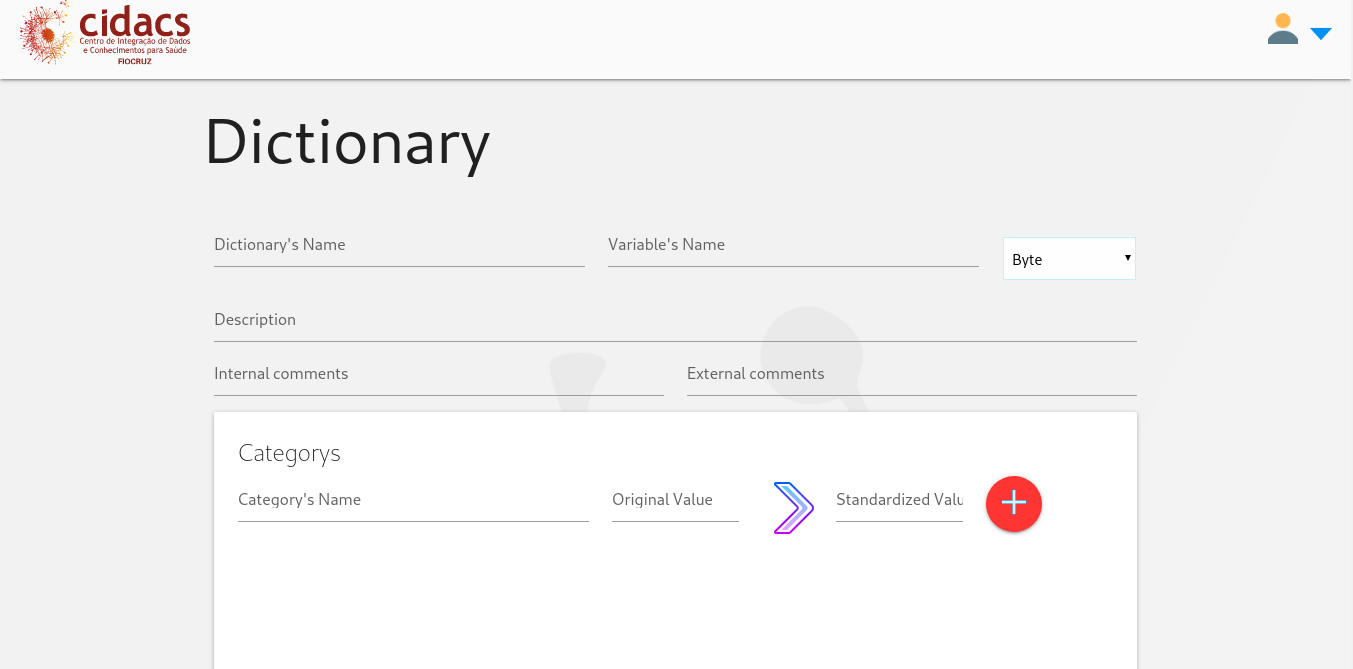 cidacs
Centro de Integração de Dados
e Conhecimentos para Saúde
FIOCRUZ
Dictionary
Dictionary's Name
Variable's Name
Byte
Description
Internal comments
External comments
Categorys
Category's Name
Original Value
Standardized Valu